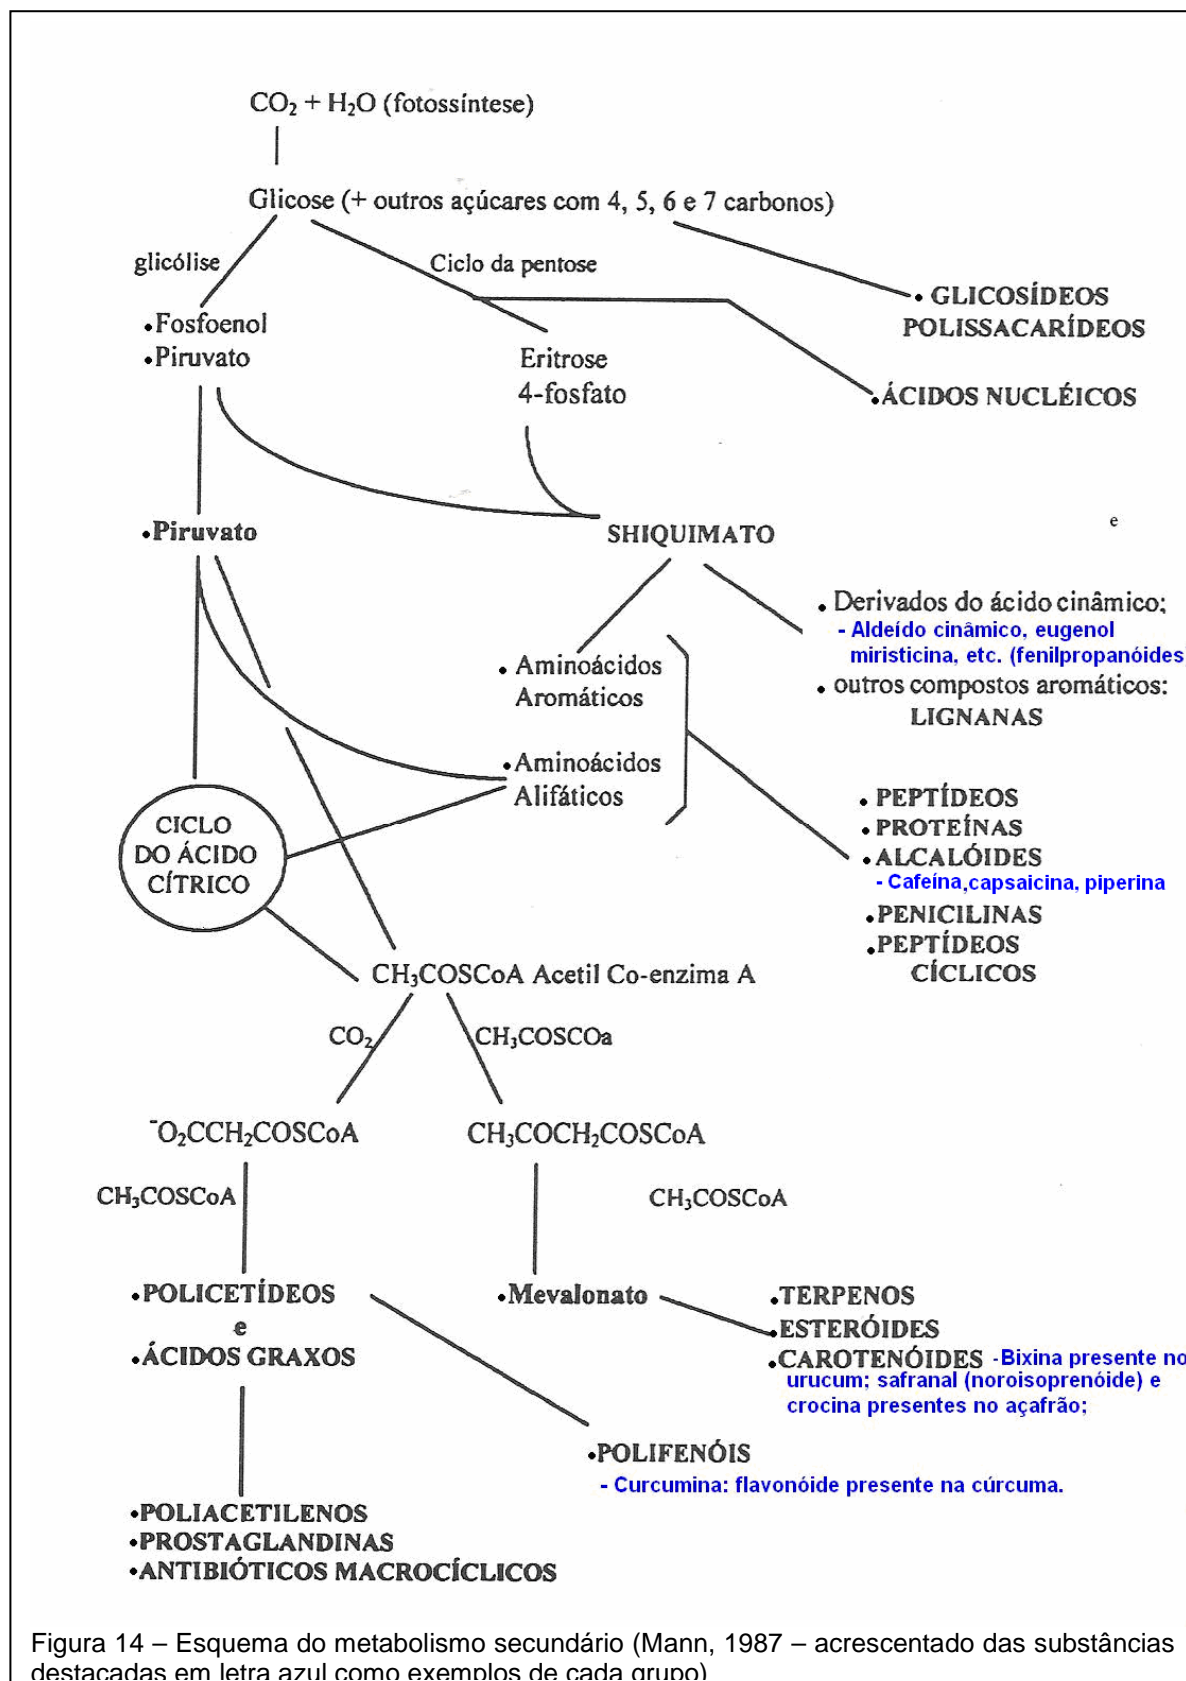 CO₂ + H₂O (fotossíntese)
Glicose (+ outros açúcares com 4, 5, 6 e 7 carbonos)
glicólise
Ciclo da pentose
• GLICOSÍDEOS
POLISSACARÍDEOS
•Fosfoenol
•Piruvato
Eritrose
4-fosfato
•ÁCIDOS NUCLÉICOS
•Piruvato
SHIQUIMATO
e
• Derivados do ácido cinâmico;
- Aldeído cinâmico, eugenol
miristicina, etc. (fenilpropanóides)
• outros compostos aromáticos:
LIGNANAS
• Aminoácidos
Aromáticos
•Aminoácidos
Alifáticos
CICLO
DO ÁCIDO
CÍTRICO
• PEPTÍDEOS
• PROTEÍNAS
•ALCALÓIDES
- Cafeína,capsaicina, piperina
•PENICILINAS
•PEPTÍDEOS
CÍCLICOS
CH₃COSCoA Acetil Co-enzima A
CO₂
CH₃COSCOa
⁻O₂CCH₂COSCoA
CH₃COCH₂COSCoA
CH₃COSCoA
CH₃COSCoA
•POLICETÍDEOS
e
•ÁCIDOS GRAXOS
•Mevalonato
•TERPENOS
•ESTERÓIDES
•CAROTENÓIDES -Bixina presente no
urucum; safranal (noroisoprenóide) e
crocina presentes no açafrão;
•POLIFENÓIS
- Curcumina: flavonóide presente na cúrcuma.
•POLIACETILENOS
•PROSTAGLANDINAS
•ANTIBIÓTICOS MACROCÍCLICOS
Figura 14 – Esquema do metabolismo secundário (Mann, 1987 – acrescentado das substâncias
destacadas em letra azul como exemplos de cada grupo)